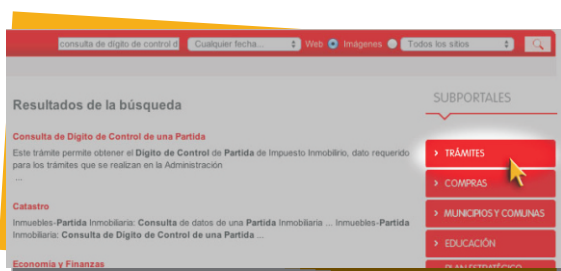 consulta de dígito de control d Cualquier fecha... Web Imágenes Todos los sitios
Resultados de la búsqueda
Consulta de Dígito de Control de una Partida
Este trámite permite obtener el Dígito de Control de Partida de Impuesto Inmobilirio, dato requerido
para los trámites que se realizan en la Administración
...
Catastro
Inmuebles-Partida Inmobiliaria: Consulta de datos de una Partida Inmobiliaria ... Inmuebles-Partida
Inmobiliaria: Consulta de Dígito de Control de una Partida ...
Economía y Finanzas
SUBPORTALES
> TRÁMITES
> COMPRAS
> MUNICIPIOS Y COMUNAS
> EDUCACIÓN
PLAN ESTRATÉGICO